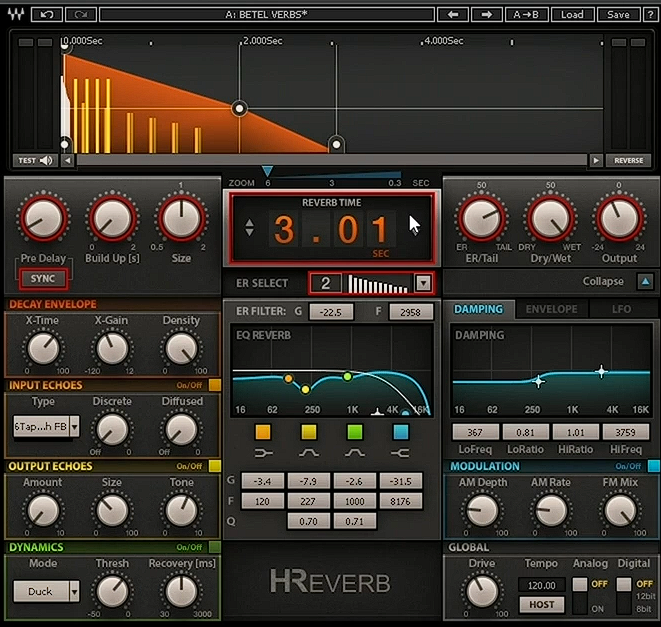 A: BETEL VERBS*
A→B Load Save ?
0.000Sec 2.000Sec 4.000Sec
TEST REVERSE
ZOOM 6 3 0.3 SEC
REVERB TIME
3.01
SEC
1 50 50 0
0 2 0.5 2 ER TAIL DRY WET -24 24
Pre Delay Build Up [s] Size ER/Tail Dry/Wet Output
SYNC
ER SELECT 2 Collapse
DECAY ENVELOPE
X-Time X-Gain Density
0 100 -120 12 0 100
INPUT ECHOES On/Off
Type Discrete Diffused
6Tap...h FB
Off 0 Off 0
OUTPUT ECHOES On/Off
Amount Size Tone
0 100 0 100 0 100
DYNAMICS On/Off
Mode Thresh Recovery [ms]
Duck
-50 0 30 3000
ER FILTER: G -22.5 F 2958
EQ REVERB
16 62 250 1K 4K 16K
G -3.4 -7.9 -2.6 -31.5
F 120 227 1000 8176
Q 0.70 0.71
HREVERB
DAMPING ENVELOPE LFO
DAMPING
16 62 250 1K 4K 16K
367 0.81 1.01 3759
LoFreq LoRatio HiRatio HiFreq
MODULATION On/Off
AM Depth AM Rate FM Mix
0 100 0 100 0 100
GLOBAL
Drive Tempo Analog Digital
120.00 OFF OFF
HOST 12bit
0 100 ON 8bit